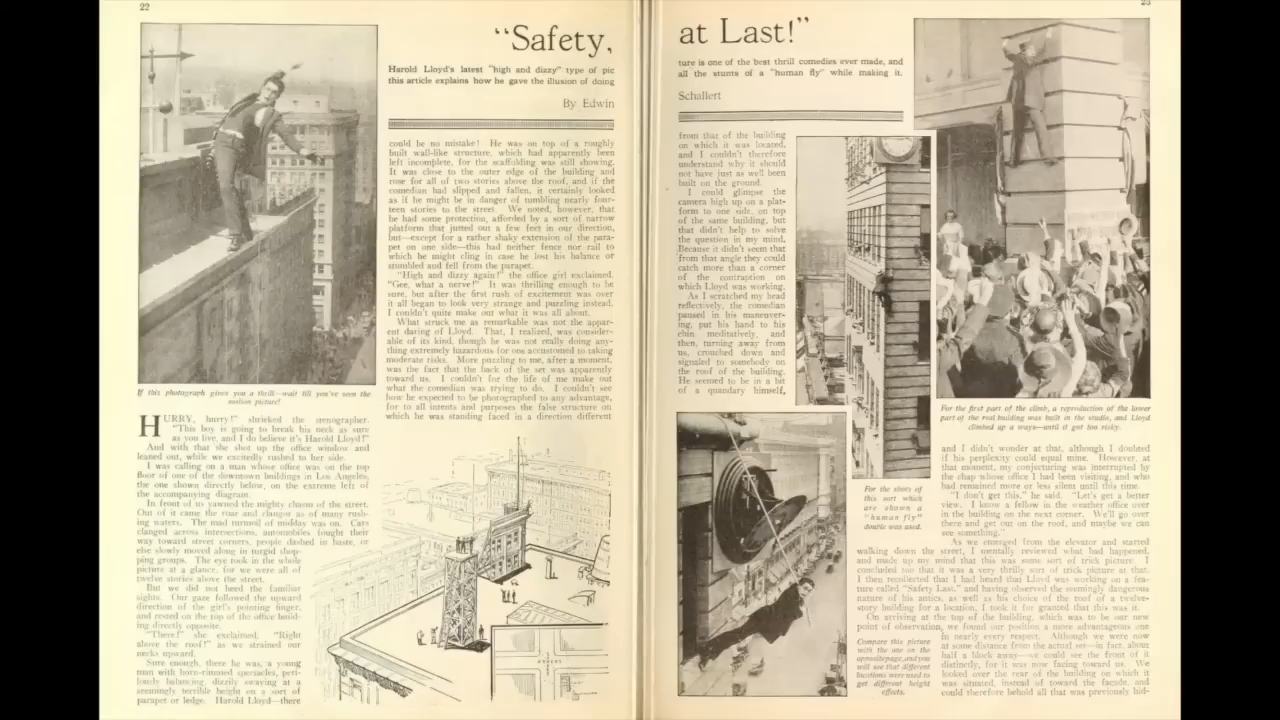 22
"Safety,
Harold Lloyd's latest "high and dizzy" type of pic
this article explains how he gave the illusion of doing
By Edwin
could be no mistake! He was on top of a roughly
built wall-like structure, which had apparently been
left incomplete, for the scaffolding was still showing.
It was close to the outer edge of the building and
rose for all of two stories above the roof, and if the
comedian had slipped and fallen, it certainly looked
as if he might be in danger of tumbling nearly four-
teen stories to the street. We noted, however, that
he had some protection, afforded by a sort of narrow
platform that jutted out a few feet in our direction,
but—except for a rather shaky extension of the para-
pet on one side—this had neither fence nor rail to
which he might cling in case he lost his balance or
stumbled and fell from the parapet.
"High and dizzy again!" the office girl exclaimed.
"Gee, what a nerve!" It was thrilling enough to be
sure, but after the first rush of excitement was over
it all began to look very strange and puzzling instead.
I couldn't quite make out what it was all about.
What struck me as remarkable was not the appar-
ent daring of Lloyd. That, I realized, was consider-
able of its kind, though he was not really doing any-
thing extremely hazardous for one accustomed to taking
moderate risks. More puzzling to me, after a moment,
was the fact that the back of the set was apparently
toward us. I couldn't for the life of me make out
what the comedian was trying to do. I couldn't see
how he expected to be photographed to any advantage,
for to all intents and purposes the false structure on
which he was standing faced in a direction different
If this photograph gives you a thrill—wait till you've seen the
motion picture!
HURRY, hurry!" shrieked the stenographer.
"This boy is going to break his neck as sure
as you live, and I do believe it's Harold Lloyd!"
And with that she shot up the office window and
leaned out, while we excitedly rushed to her side.
I was calling on a man whose office was on the top
floor of one of the downtown buildings in Los Angeles,
the one shown directly below, on the extreme left of
the accompanying diagram.
In front of us yawned the mighty chasm of the street.
Out of it came the roar and clangor as of many rush-
ing waters. The mad turmoil of midday was on. Cars
clanged across intersections, automobiles fought their
way toward street corners, people dashed in haste, or
else slowly moved along in turgid shop-
ping groups. The eye took in the whole
picture at a glance, for we were all of
twelve stories above the street.
But we did not heed the familiar
sights. Our gaze followed the upward
direction of the girl's pointing finger,
and rested on the top of the office build-
ing directly opposite.
"There!" she exclaimed, "Right
above the roof!" as we strained our
necks upward.
Sure enough, there he was, a young
man with horn-rimmed spectacles, peri-
lously balancing, dizzily swaying at a
seemingly terrible height on a sort of
parapet or ledge. Harold Lloyd—there
at Last!"
ture is one of the best thrill comedies ever made, and
all the stunts of a "human fly" while making it.
Schallert
from that of the building
on which it was located,
and I couldn't therefore
understand why it should
not have just as well been
built on the ground.
I could glimpse the
camera high up on a plat-
form to one side, on top
of the same building, but
that didn't help to solve
the question in my mind,
Because it didn't seem that
from that angle they could
catch more than a corner
of the contraption on
which Lloyd was working.
As I scratched my head
reflectively, the comedian
paused in his maneuver-
ing, put his hand to his
chin meditatively, and
then, turning away from
us, crouched down and
signaled to somebody on
the roof of the building.
He seemed to be in a bit
of a quandary himself,
For the shots of
this sort which
are shown a
"human fly"
double was used.
Compare this picture
with the one on the
opposite page, and you
will see that different
locations were used to
get different height
effects.
For the first part of the climb, a reproduction of the lower
part of the real building was built in the studio, and Lloyd
climbed up a ways—until it got too risky.
and I didn't wonder at that, although I doubted
if his perplexity could equal mine. However, at
that moment, my conjecturing was interrupted by
the chap whose office I had been visiting, and who
had remained more or less silent until this time.
"I don't get this," he said. "Let's get a better
view. I know a fellow in the weather office over
in the building on the next corner. We'll go over
there and get out on the roof, and maybe we can
see something."
As we emerged from the elevator and started
walking down the street, I mentally reviewed what had happened,
and made up my mind that this was some sort of trick picture. I
concluded too that it was a very thrilly sort of trick picture at that.
I then recollected that I had heard that Lloyd was working on a fea-
ture called "Safety Last," and having observed the seemingly dangerous
nature of his antics, as well as his choice of the roof of a twelve-
story building for a location, I took it for granted that this was it.
On arriving at the top of the building, which was to be our new
point of observation, we found our position a more advantageous one
in nearly every respect. Although we were now
at some distance from the actual set—in fact, about
half a block away—we could see the front of it
distinctly, for it was now facing toward us. We
looked over the rear of the building on which it
was situated, instead of toward the façade, and
could therefore behold all that was previously hid-